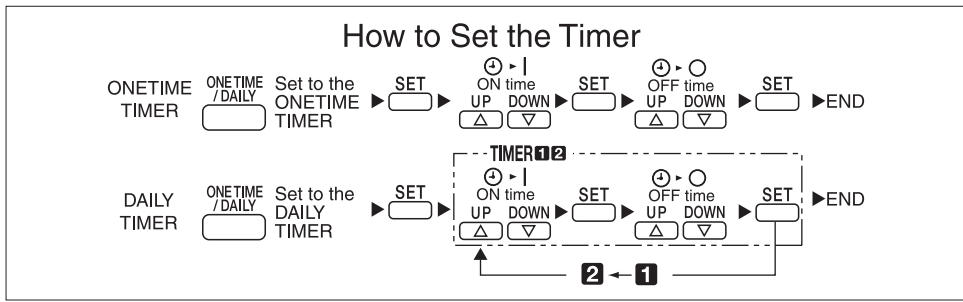 How to Set the Timer
ONETIME TIMER
ONETIME /DAILY
Set to the ONETIME TIMER
▶ SET ▶
ON time
UP DOWN
△ ▽
▶ SET ▶
OFF time
UP DOWN
△ ▽
▶ SET ▶END
TIMER 1 2
DAILY TIMER
ONETIME /DAILY
Set to the DAILY TIMER
▶ SET ▶
ON time
UP DOWN
△ ▽
▶ SET ▶
OFF time
UP DOWN
△ ▽
▶ SET ▶END
2 ← 1